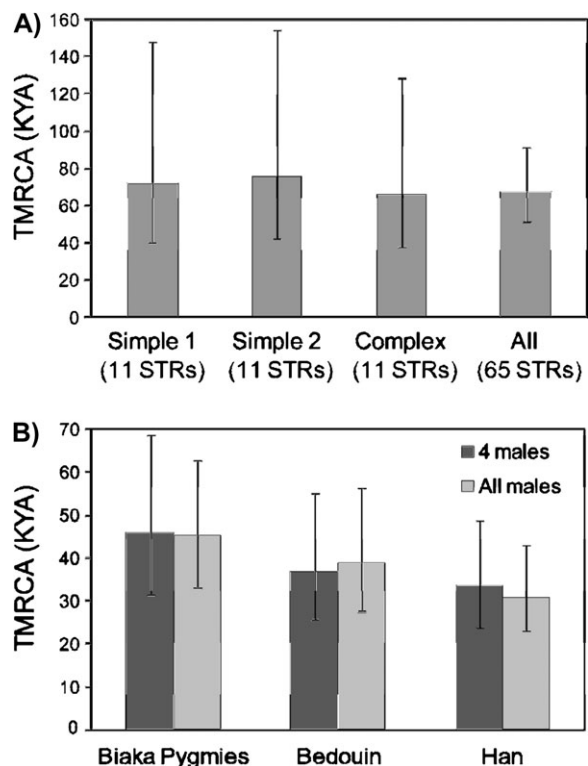 A)
TMRCA (KYA)
160
140
120
100
80
60
40
20
0
Simple 1 Simple 2 Complex All
(11 STRs) (11 STRs) (11 STRs) (65 STRs)
B)
TMRCA (KYA)
70
60
50
40
30
20
10
0
4 males
All males
Biaka Pygmies Bedouin Han